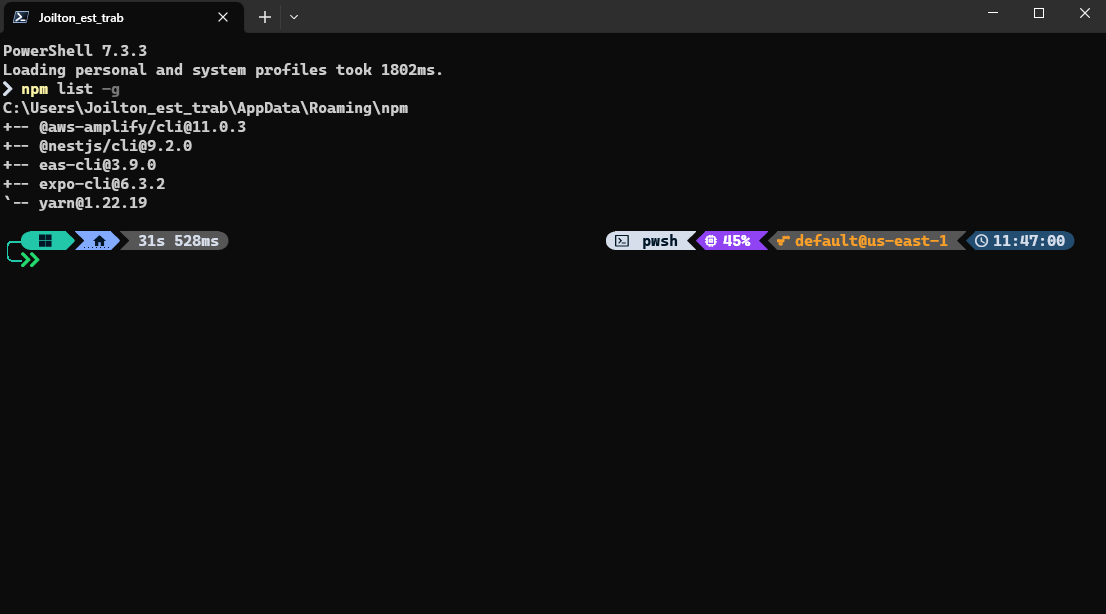 Joilton_est_trab
PowerShell 7.3.3
Loading personal and system profiles took 1802ms.
❯ npm list -g
C:\Users\Joilton_est_trab\AppData\Roaming\npm
+-- @aws-amplify/cli@11.0.3
+-- @nestjs/cli@9.2.0
+-- eas-cli@3.9.0
+-- expo-cli@6.3.2
`-- yarn@1.22.19
31s 528ms pwsh 45% default@us-east-1 11:47:00